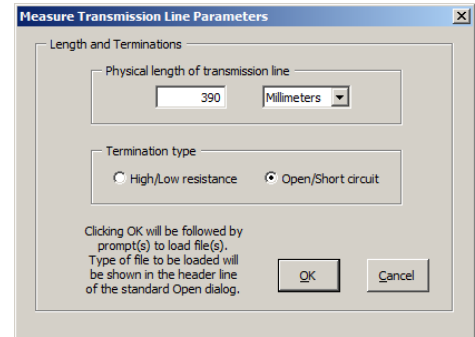 Measure Transmission Line Parameters
Length and Terminations
Physical length of transmission line
390 Millimeters
Termination type
High/Low resistance Open/Short circuit
Clicking OK will be followed by
prompt(s) to load file(s).
Type of file to be loaded will
be shown in the header line
of the standard Open dialog.
OK Cancel